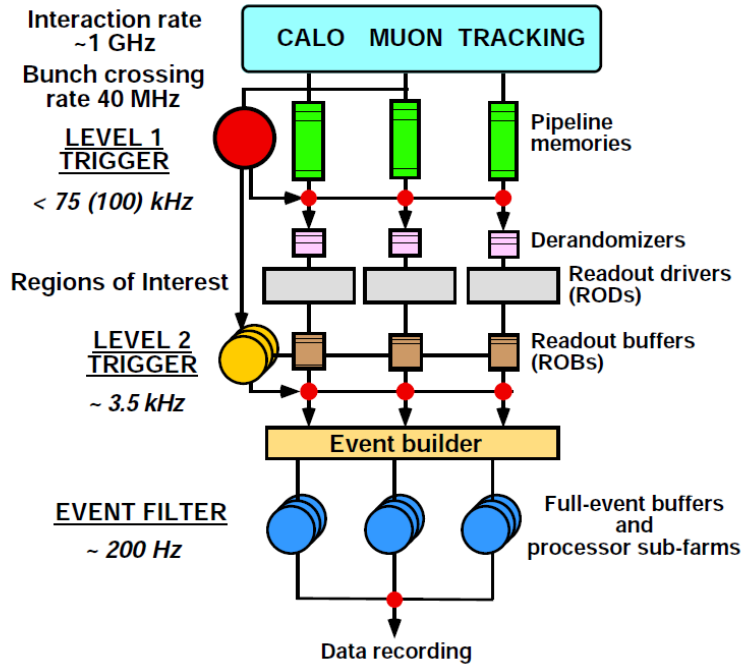 Interaction rate
~1 GHz
CALO MUON TRACKING
Bunch crossing
rate 40 MHz
LEVEL 1
TRIGGER
Pipeline
memories
< 75 (100) kHz
Derandomizers
Regions of Interest
Readout drivers
(RODs)
LEVEL 2
TRIGGER
Readout buffers
(ROBs)
~ 3.5 kHz
Event builder
EVENT FILTER
~ 200 Hz
Full-event buffers
and
processor sub-farms
Data recording